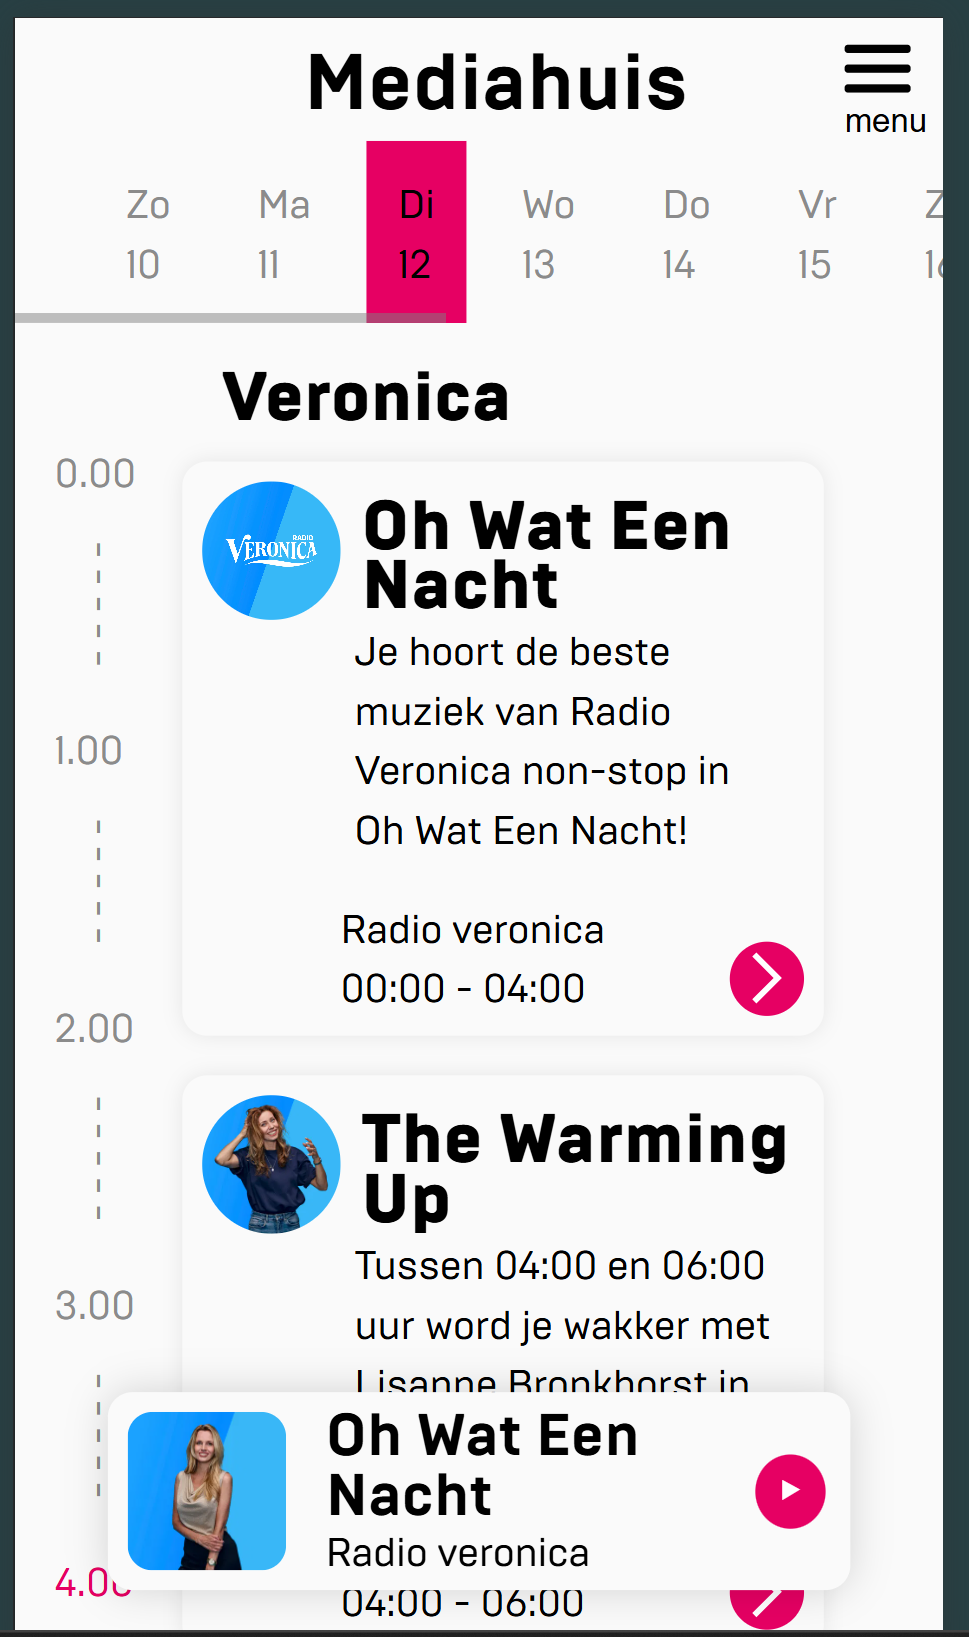 Mediahuis
menu
Zo Ma Di Wo Do Vr Z
10 11 12 13 14 15 16
Veronica
0.00
RADIO
VERONICA
Oh Wat Een
Nacht
Je hoort de beste
muziek van Radio
Veronica non-stop in
Oh Wat Een Nacht!
1.00
Radio veronica
00:00 - 04:00
2.00
The Warming
Up
Tussen 04:00 en 06:00
uur word je wakker met
Lisanne Bronkhorst in
3.00
Oh Wat Een
Nacht
Radio veronica
4.00
04:00 - 06:00